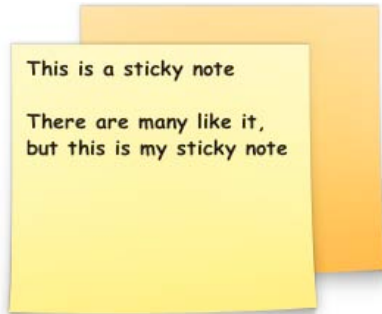 This is a sticky note
There are many like it,
but this is my sticky note